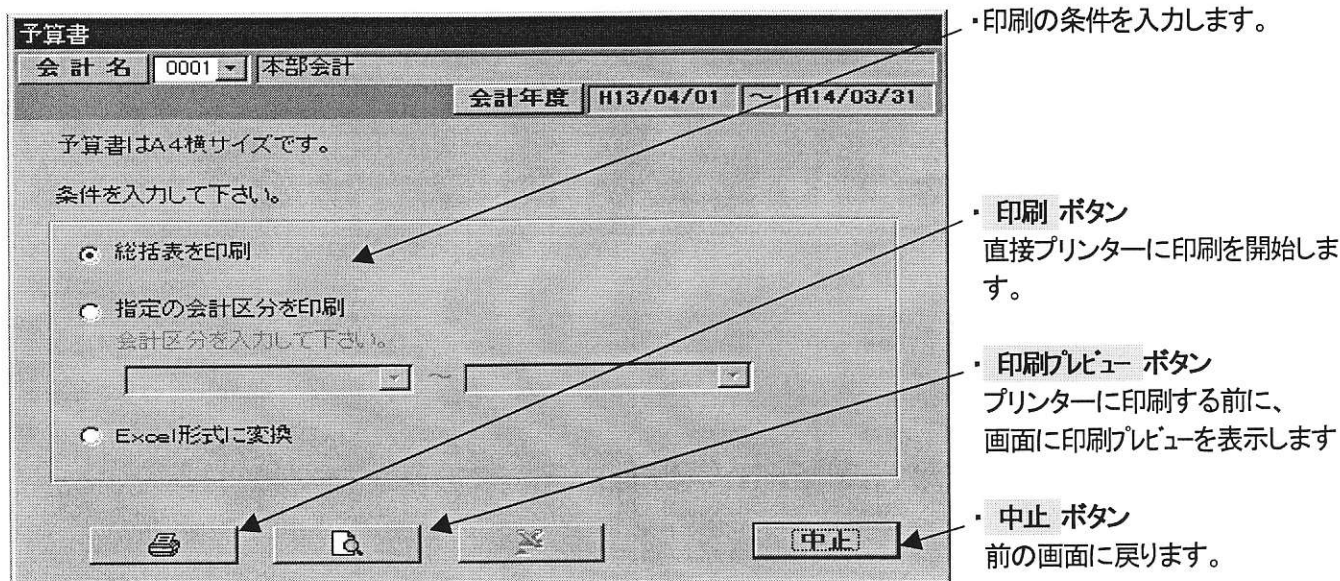 予算書
会計名 0001 本部会計
会計年度 H13/04/01 ~ H14/03/31
予算書はA4横サイズです。
条件を入力して下さい。
総括表を印刷
指定の会計区分を印刷
会計区分を入力して下さい。
~
Excel形式に変換
中止
・印刷の条件を入力します。
・ 印刷 ボタン
直接プリンターに印刷を開始しま
す。
・ 印刷プレビュー ボタン
プリンターに印刷する前に、
画面に印刷プレビューを表示します
・ 中止 ボタン
前の画面に戻ります。